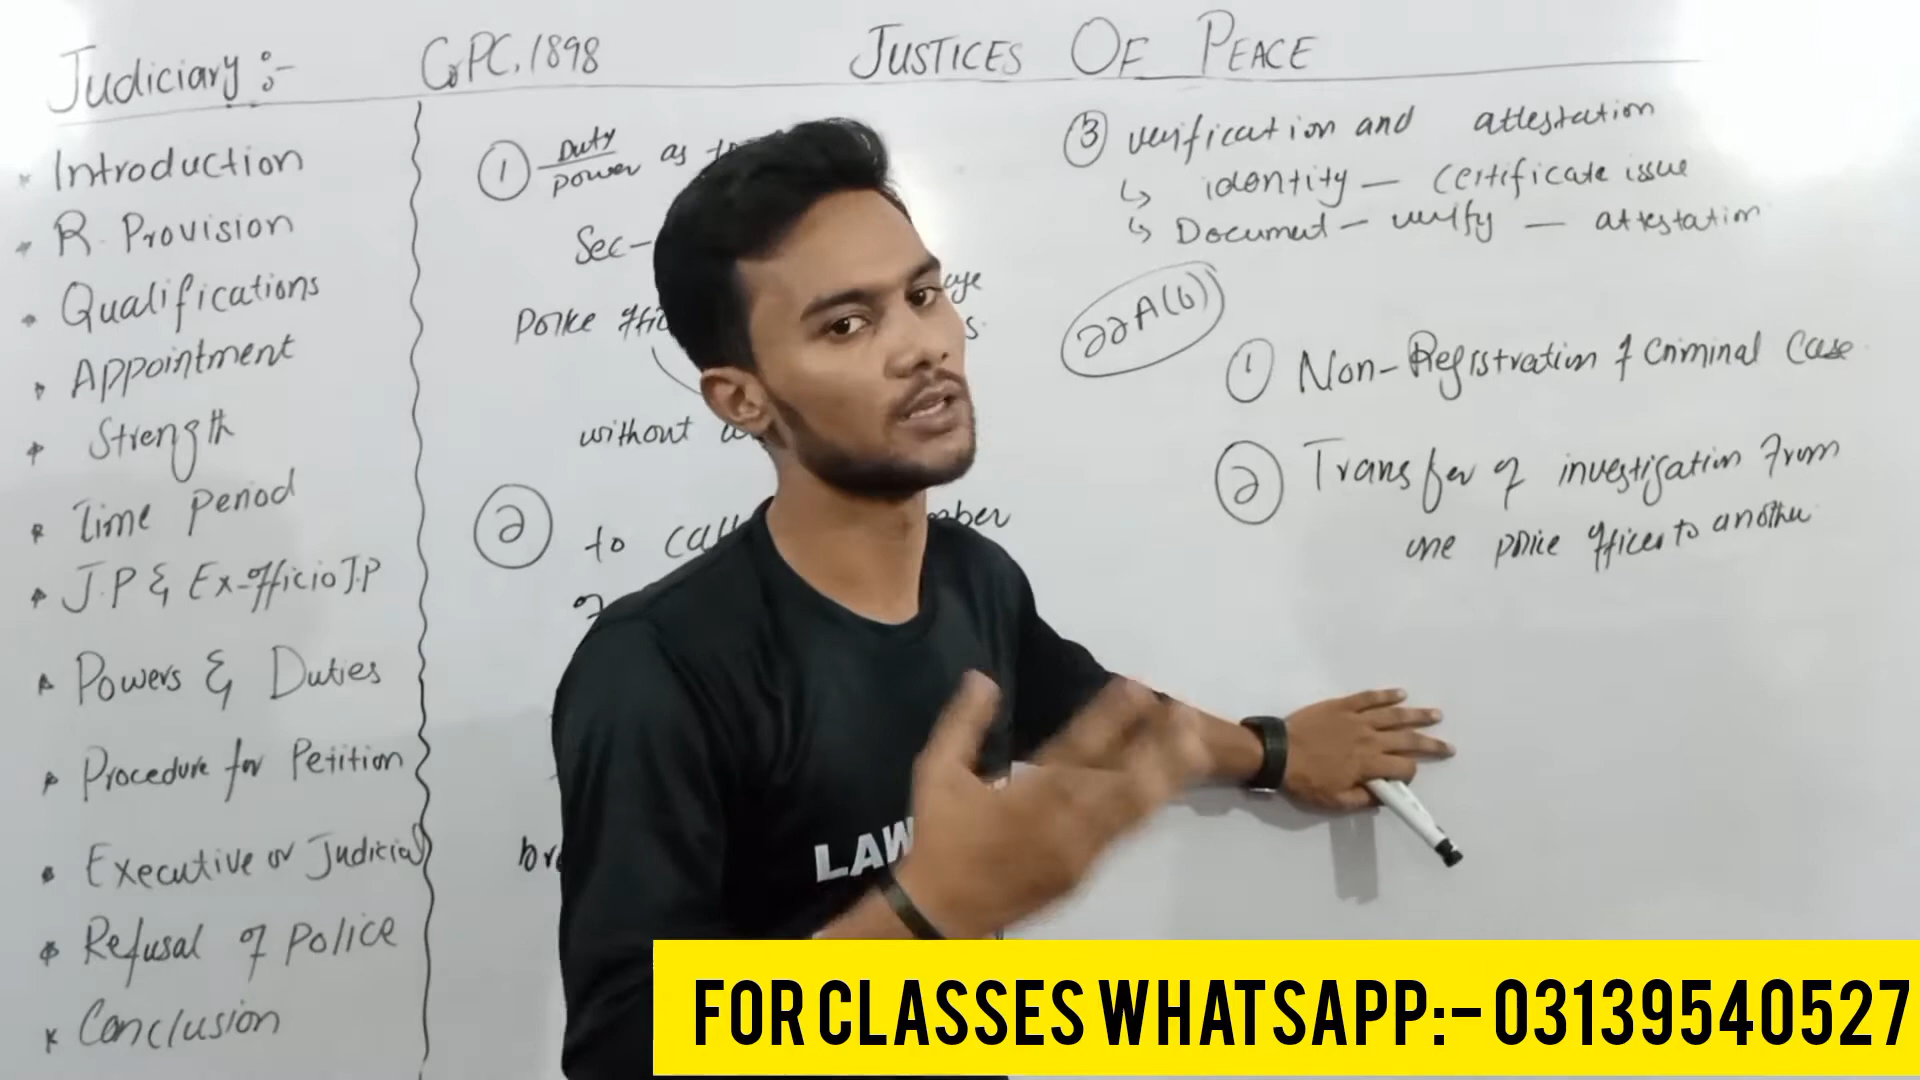 Judiciary :-
CrPC, 1898
JUSTICES OF PEACE
Introduction
R. Provision
Qualifications
Appointment
Strength
Time Period
J.P & Ex-officio J.P
Powers & Duties
Procedure for Petition
Executive or Judicial
Refusal of Police
Conclusion
① Duty
power as to
Sec-
Police
without
② to call
of
③ verification and attestation
↳ identity — certificate issue
↳ Document — verify — attestation
22A(6)
① Non-Registration of Criminal Case
② Transfer of investigation from
one police officer to another
LAW
FOR CLASSES WHATSAPP:- 03139540527